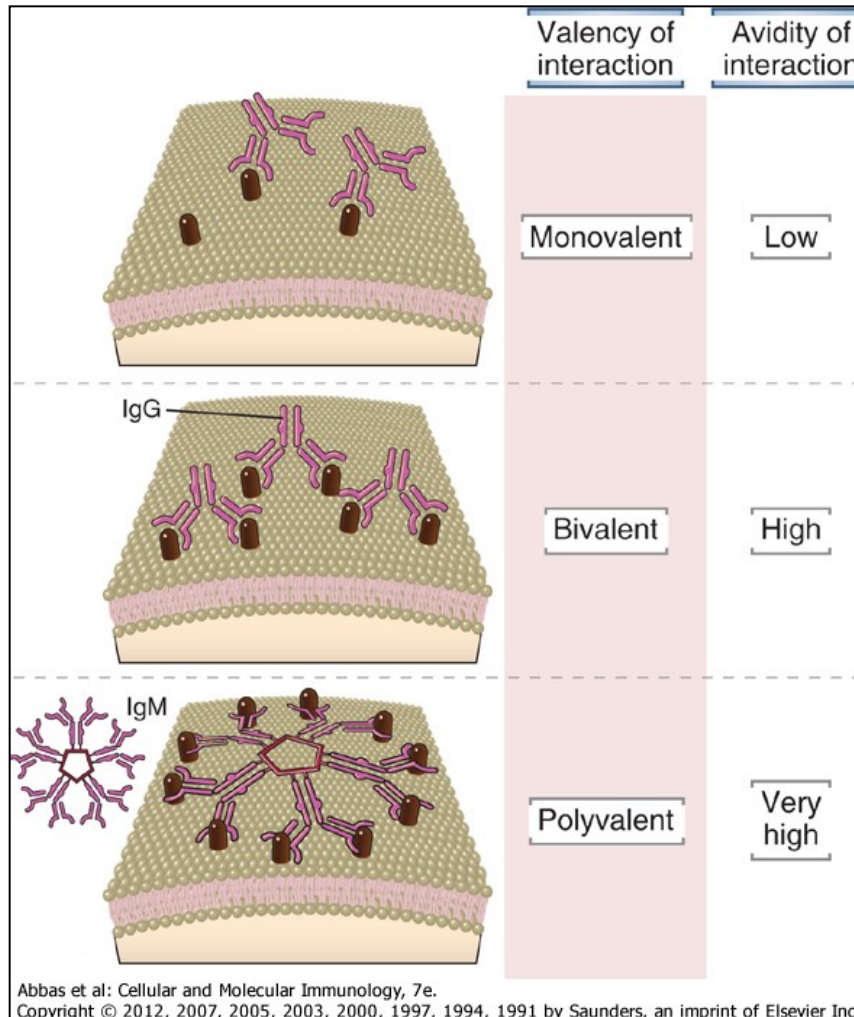 Valency of
interaction
Avidity of
interaction
Monovalent
Low
IgG
Bivalent
High
IgM
Polyvalent
Very
high
Abbas et al: Cellular and Molecular Immunology, 7e.
Copyright © 2012, 2007, 2005, 2003, 2000, 1997, 1994, 1991 by Saunders, an imprint of Elsevier Inc